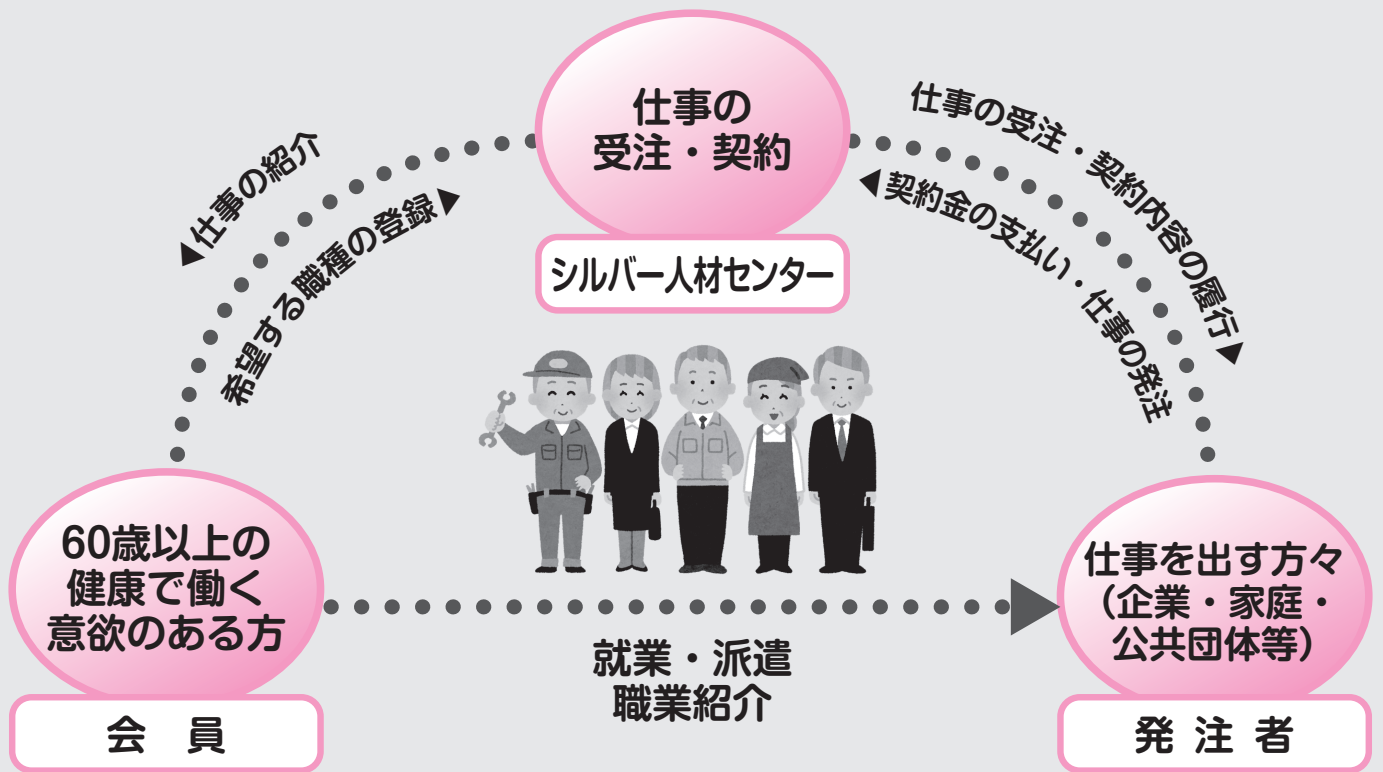 仕事の
受注・契約
シルバー人材センター
◀仕事の紹介
希望する職種の登録▶
仕事の受注・契約内容の履行▶
◀契約金の支払い・仕事の発注
60歳以上の
健康で働く
意欲のある方
会員
就業・派遣
職業紹介
仕事を出す方々
(企業・家庭・
公共団体等)
発注者